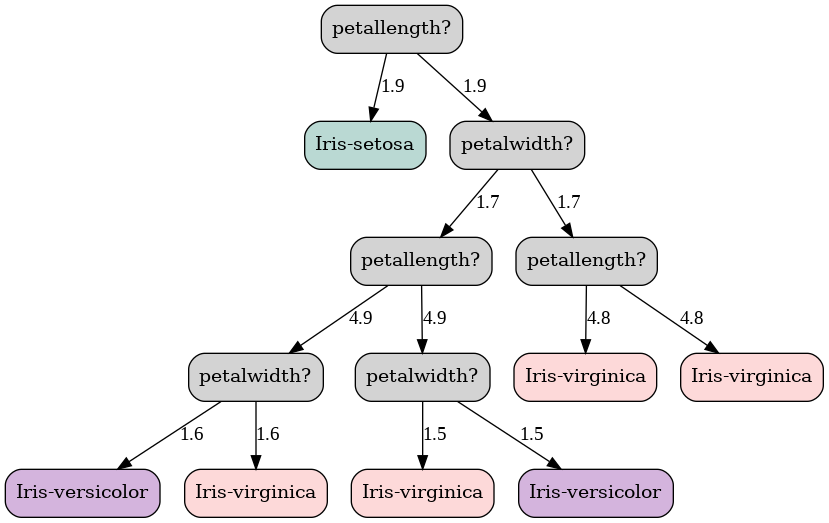 petallength?
1.9
1.9
Iris-setosa
petalwidth?
1.7
1.7
petallength?
petallength?
4.9
4.9
4.8
4.8
petalwidth?
petalwidth?
Iris-virginica
Iris-virginica
1.6
1.6
1.5
1.5
Iris-versicolor
Iris-virginica
Iris-virginica
Iris-versicolor